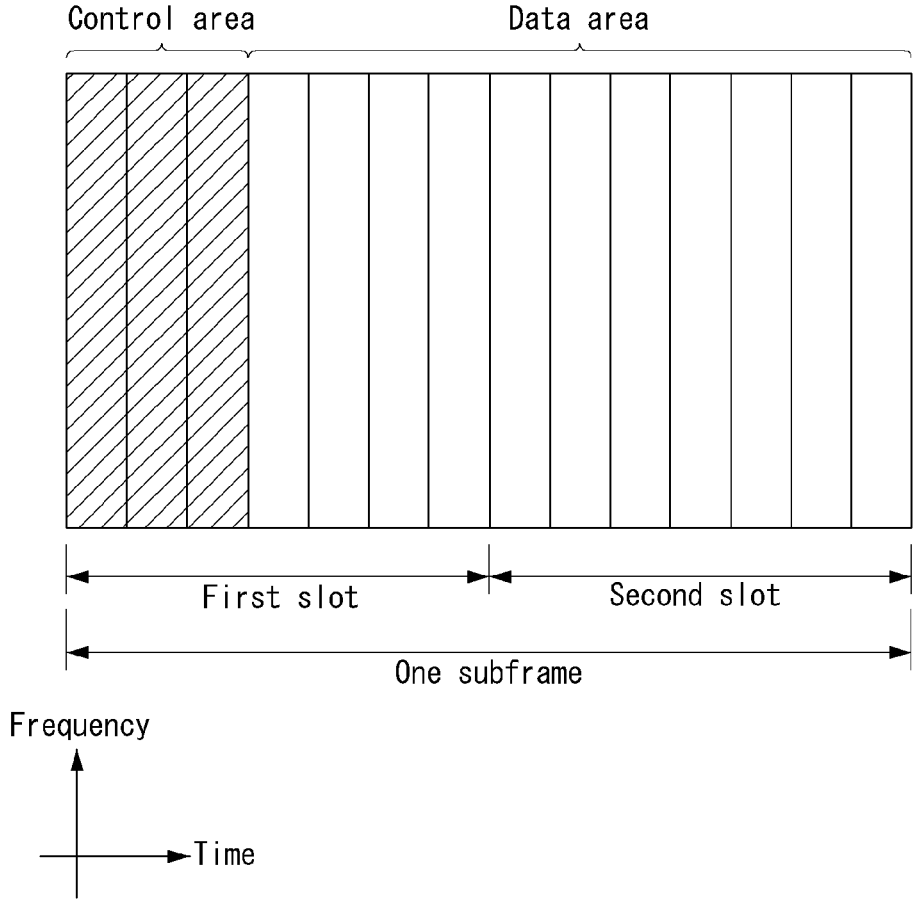 Control area
Data area
First slot
Second slot
One subframe
Frequency
Time